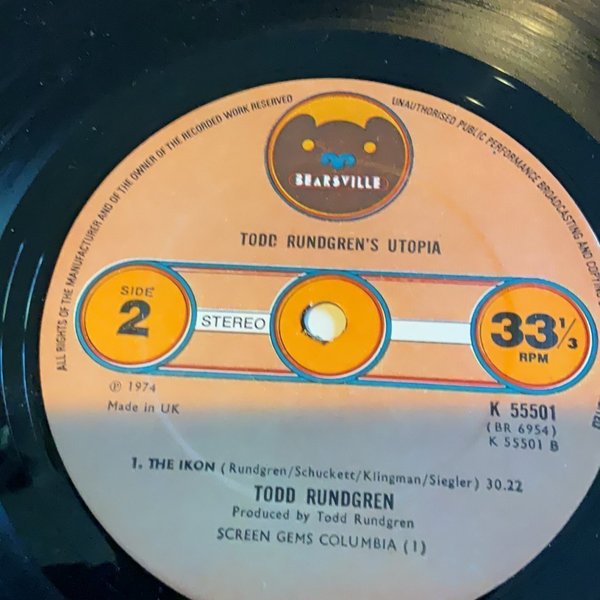 ALL RIGHTS OF THE MANUFACTURER AND OF THE OWNER OF THE RECORDED WORK RESERVED
UNAUTHORISED PUBLIC PERFORMANCE BROADCASTING AND COPYING
BEARSVILLE
TODD RUNDGREN'S UTOPIA
SIDE
2
STEREO
33 1/3
RPM
℗ 1974
Made in UK
K 55501
(BR 6954)
K 55501 B
1. THE IKON (Rundgren/Schuckett/Klingman/Siegler) 30.22
TODD RUNDGREN
Produced by Todd Rundgren
SCREEN GEMS COLUMBIA (1)